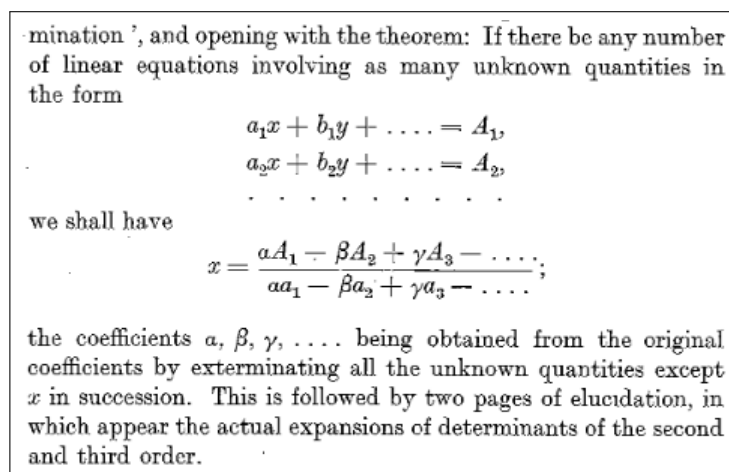 mination ', and opening with the theorem: If there be any number
of linear equations involving as many unknown quantities in
the form
a₁x + b₁y + .... = A₁,
a₂x + b₂y + .... = A₂,
. . . . . . . . .
we shall have
x = (αA₁ − βA₂ + γA₃ − ....) / (αa₁ − βa₂ + γa₃ − ....);
the coefficients α, β, γ, .... being obtained from the original
coefficients by exterminating all the unknown quantities except
x in succession. This is followed by two pages of elucidation, in
which appear the actual expansions of determinants of the second
and third order.